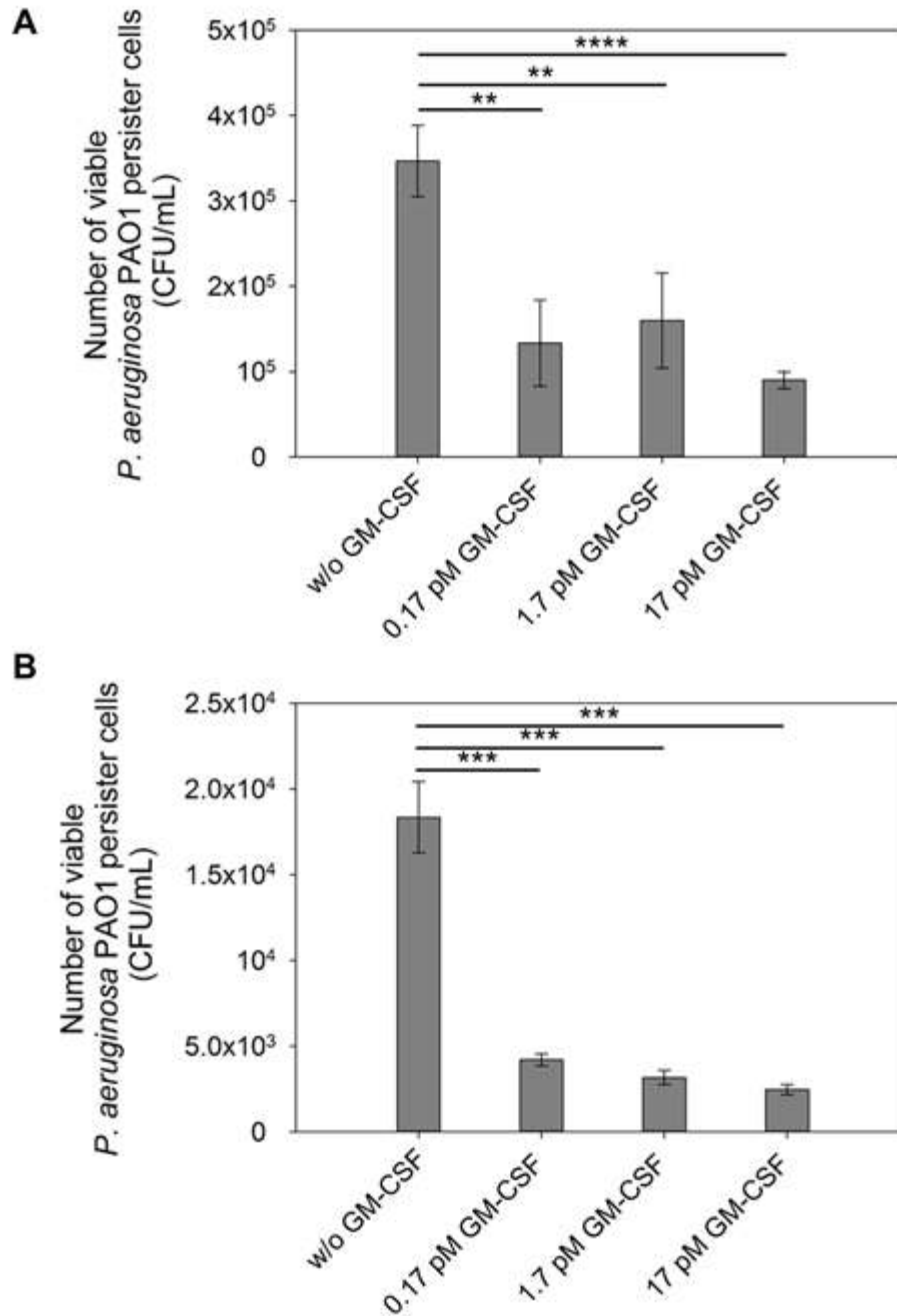 A
Number of viable
P. aeruginosa PAO1 persister cells
(CFU/mL)
5x10⁵
4x10⁵
3x10⁵
2x10⁵
10⁵
0
****
**
**
w/o GM-CSF
0.17 pM GM-CSF
1.7 pM GM-CSF
17 pM GM-CSF
B
Number of viable
P. aeruginosa PAO1 persister cells
(CFU/mL)
2.5x10⁴
2.0x10⁴
1.5x10⁴
10⁴
5.0x10³
0
***
***
***
w/o GM-CSF
0.17 pM GM-CSF
1.7 pM GM-CSF
17 pM GM-CSF